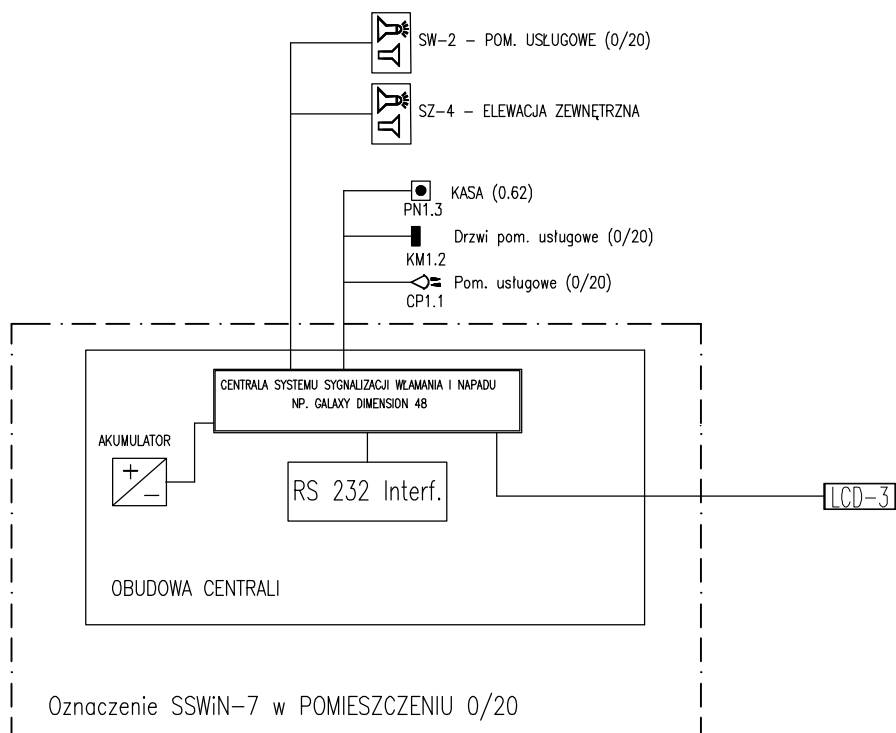 SW-2 - POM. USŁUGOWE (0/20)
SZ-4 - ELEWACJA ZEWNĘTRZNA
KASA (0.62)
PN1.3
Drzwi pom. usługowe (0/20)
KM1.2
Pom. usługowe (0/20)
CP1.1
CENTRALA SYSTEMU SYGNALIZACJI WŁAMANIA I NAPADU
NP. GALAXY DIMENSION 48
AKUMULATOR
RS 232 Interf.
LCD-3
OBUDOWA CENTRALI
Oznaczenie SSWiN-7 w POMIESZCZENIU 0/20